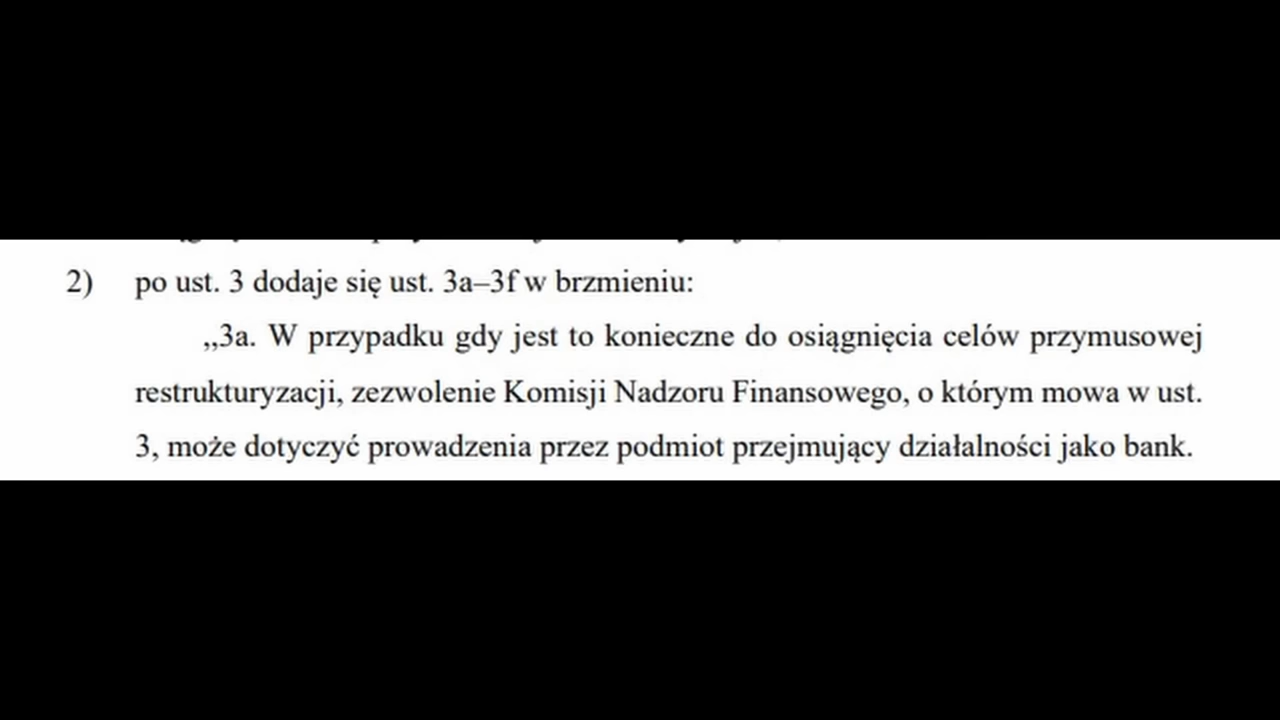 2) po ust. 3 dodaje się ust. 3a–3f w brzmieniu:
„3a. W przypadku gdy jest to konieczne do osiągnięcia celów przymusowej
restrukturyzacji, zezwolenie Komisji Nadzoru Finansowego, o którym mowa w ust.
3, może dotyczyć prowadzenia przez podmiot przejmujący działalności jako bank.